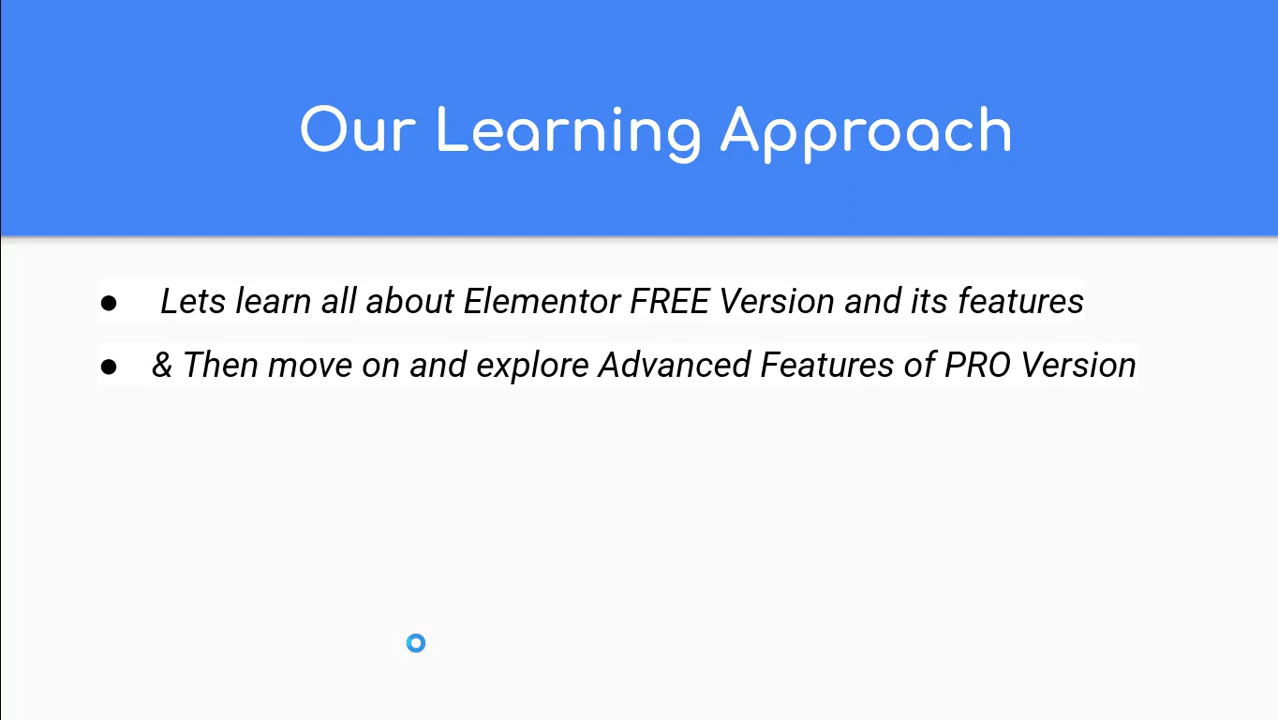 Our Learning Approach
● Lets learn all about Elementor FREE Version and its features
● & Then move on and explore Advanced Features of PRO Version